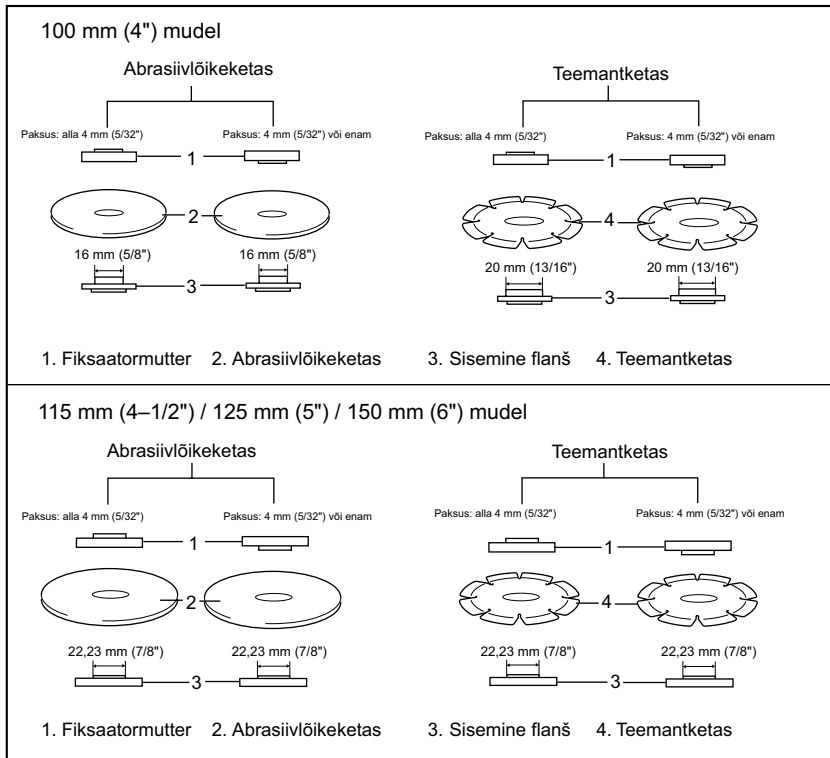 100 mm (4") mudel
Abrasiivlõikeketas
Teemantketas
Paksus: alla 4 mm (5/32")
Paksus: 4 mm (5/32") või enam
Paksus: alla 4 mm (5/32")
Paksus: 4 mm (5/32") või enam
1
1
2
4
16 mm (5/8")
16 mm (5/8")
20 mm (13/16")
20 mm (13/16")
3
3
1. Fiksaatormutter 2. Abrasiivlõikeketas 3. Sisemine flanš 4. Teemantketas
115 mm (4–1/2") / 125 mm (5") / 150 mm (6") mudel
Abrasiivlõikeketas
Teemantketas
Paksus: alla 4 mm (5/32")
Paksus: 4 mm (5/32") või enam
Paksus: alla 4 mm (5/32")
Paksus: 4 mm (5/32") või enam
1
1
2
4
22,23 mm (7/8")
22,23 mm (7/8")
22,23 mm (7/8")
22,23 mm (7/8")
3
3
1. Fiksaatormutter 2. Abrasiivlõikeketas 3. Sisemine flanš 4. Teemantketas